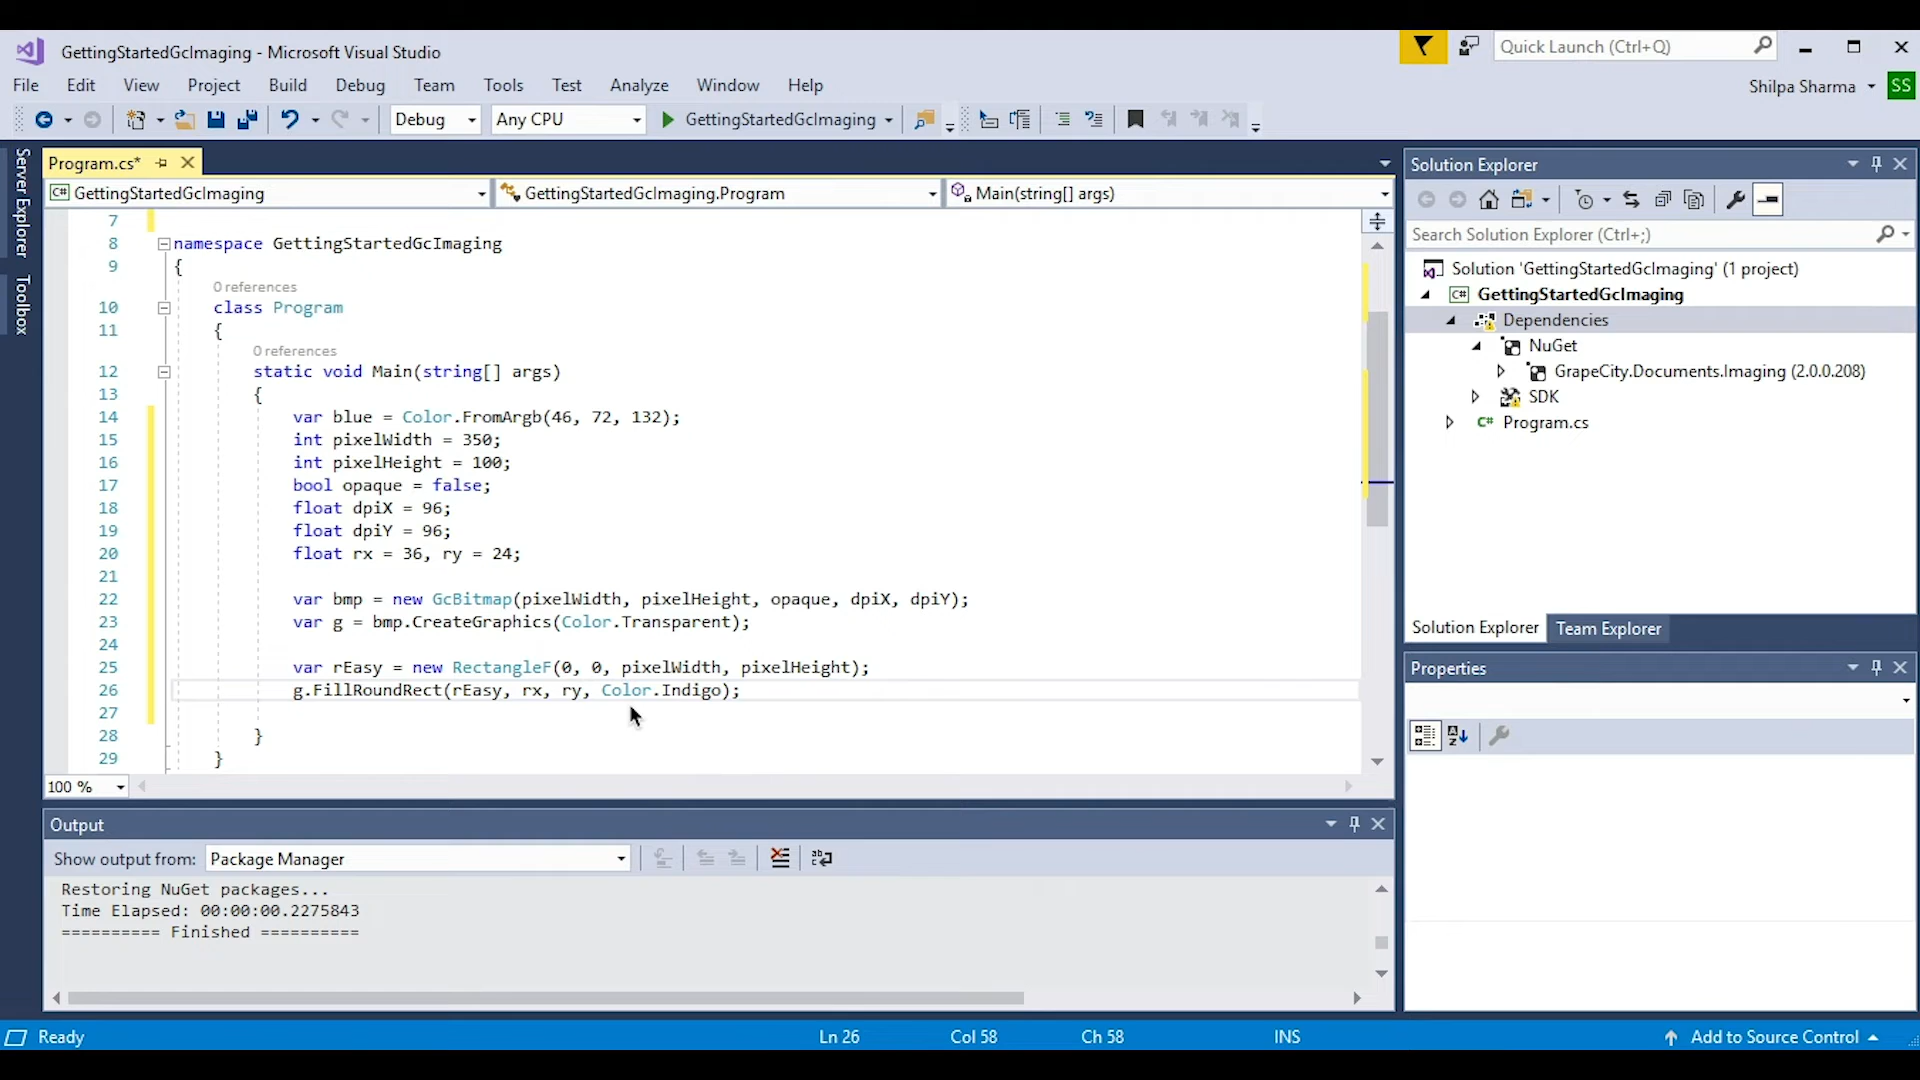 GettingStartedGcImaging - Microsoft Visual Studio
Quick Launch (Ctrl+Q)
File Edit View Project Build Debug Team Tools Test Analyze Window Help
Shilpa Sharma SS
Debug Any CPU GettingStartedGcImaging
Server Explorer
Toolbox
Program.cs*
GettingStartedGcImaging GettingStartedGcImaging.Program Main(string[] args)
7
8 namespace GettingStartedGcImaging
9 {
0 references
10 class Program
11 {
0 references
12 static void Main(string[] args)
13 {
14 var blue = Color.FromArgb(46, 72, 132);
15 int pixelWidth = 350;
16 int pixelHeight = 100;
17 bool opaque = false;
18 float dpiX = 96;
19 float dpiY = 96;
20 float rx = 36, ry = 24;
21
22 var bmp = new GcBitmap(pixelWidth, pixelHeight, opaque, dpiX, dpiY);
23 var g = bmp.CreateGraphics(Color.Transparent);
24
25 var rEasy = new RectangleF(0, 0, pixelWidth, pixelHeight);
26 g.FillRoundRect(rEasy, rx, ry, Color.Indigo);
27
28 }
29 }
100 %
Output
Show output from: Package Manager
Restoring NuGet packages...
Time Elapsed: 00:00:00.2275843
========== Finished ==========
Solution Explorer
Search Solution Explorer (Ctrl+;)
Solution 'GettingStartedGcImaging' (1 project)
C# GettingStartedGcImaging
Dependencies
NuGet
GrapeCity.Documents.Imaging (2.0.0.208)
SDK
C# Program.cs
Solution Explorer Team Explorer
Properties
Ready Ln 26 Col 58 Ch 58 INS Add to Source Control